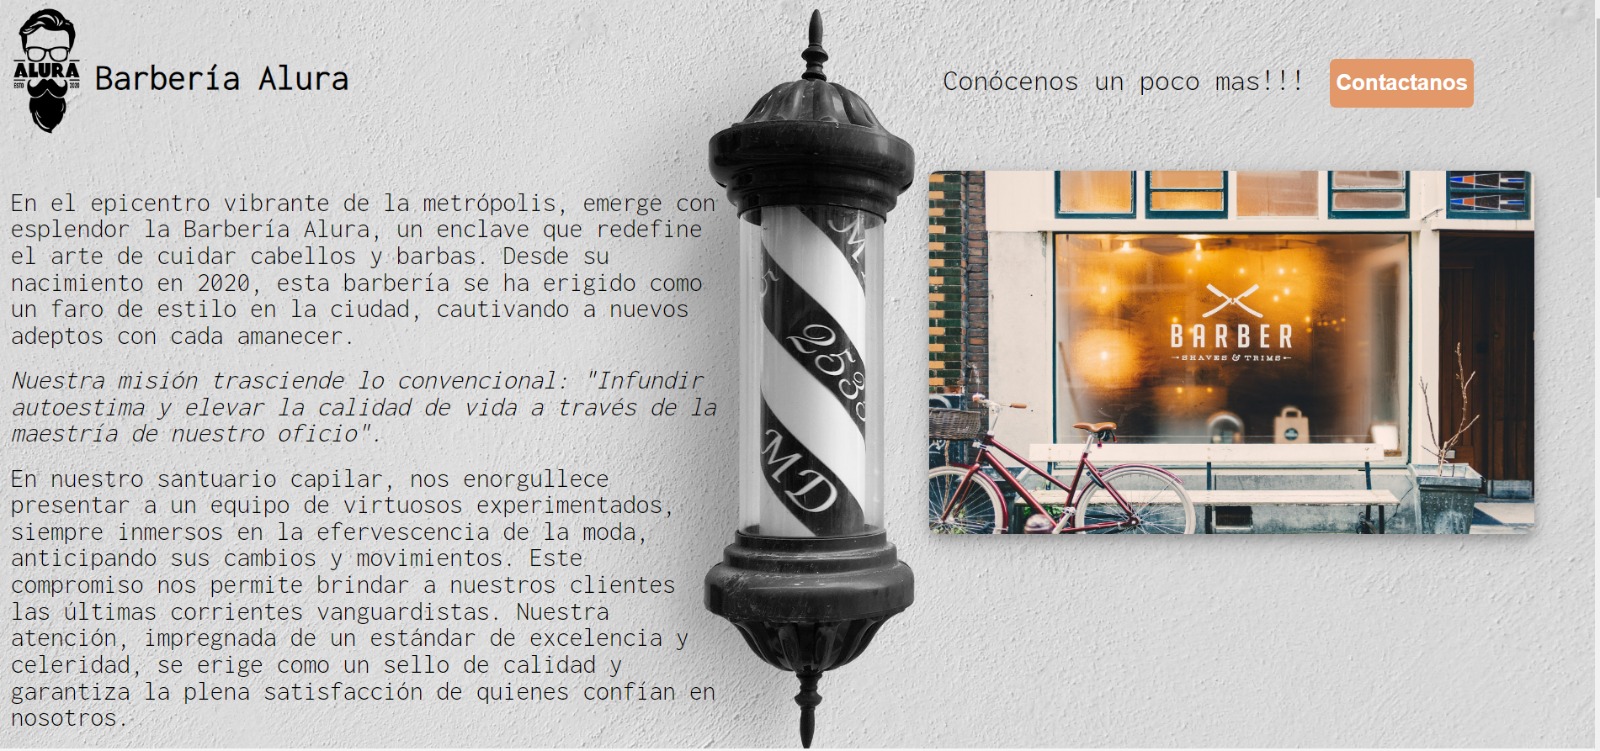 ALURA
ESTD 2020
Barbería Alura
Conócenos un poco mas!!!
Contactanos
En el epicentro vibrante de la metrópolis, emerge con
esplendor la Barbería Alura, un enclave que redefine
el arte de cuidar cabellos y barbas. Desde su
nacimiento en 2020, esta barbería se ha erigido como
un faro de estilo en la ciudad, cautivando a nuevos
adeptos con cada amanecer.
Nuestra misión trasciende lo convencional: "Infundir
autoestima y elevar la calidad de vida a través de la
maestría de nuestro oficio".
En nuestro santuario capilar, nos enorgullece
presentar a un equipo de virtuosos experimentados,
siempre inmersos en la efervescencia de la moda,
anticipando sus cambios y movimientos. Este
compromiso nos permite brindar a nuestros clientes
las últimas corrientes vanguardistas. Nuestra
atención, impregnada de un estándar de excelencia y
celeridad, se erige como un sello de calidad y
garantiza la plena satisfacción de quienes confían en
nosotros.
M
5
253
MD
BARBER
SHAVES & TRIMS